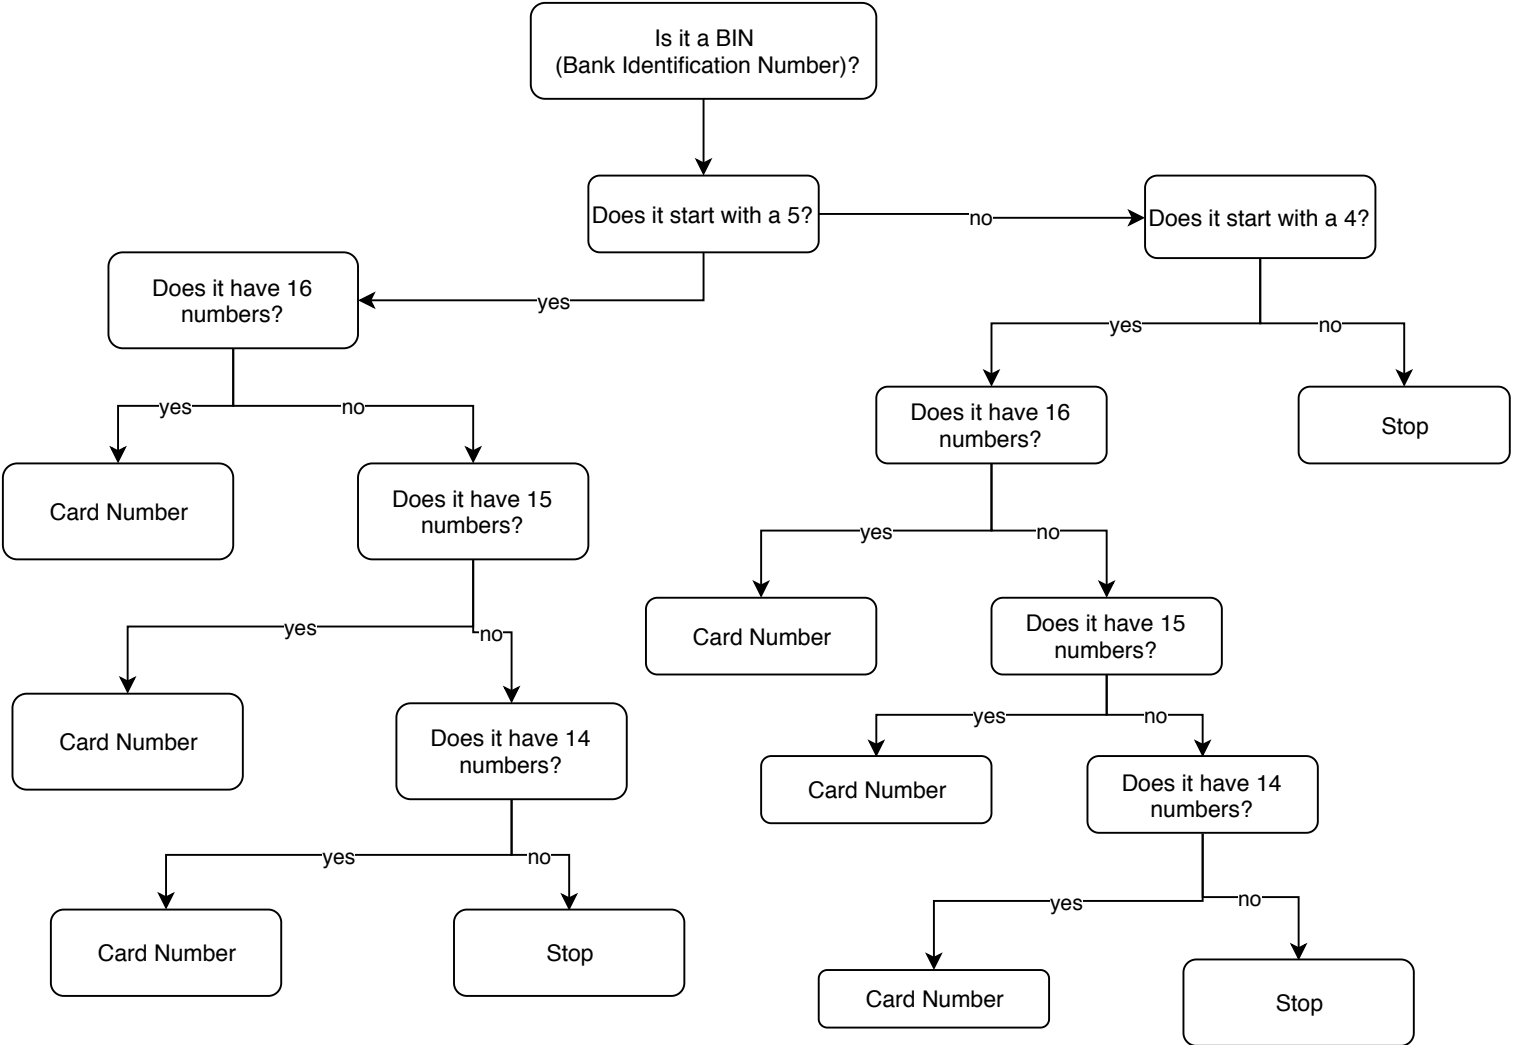 Is it a BIN
(Bank Identification Number)?
Does it start with a 5?
no
Does it start with a 4?
yes
Does it have 16
numbers?
yes
no
yes
no
Card Number
Does it have 15
numbers?
Does it have 16
numbers?
Stop
yes
no
yes
no
Card Number
Does it have 14
numbers?
Card Number
Does it have 15
numbers?
yes
no
yes
no
Card Number
Stop
Card Number
Does it have 14
numbers?
yes
no
Card Number
Stop